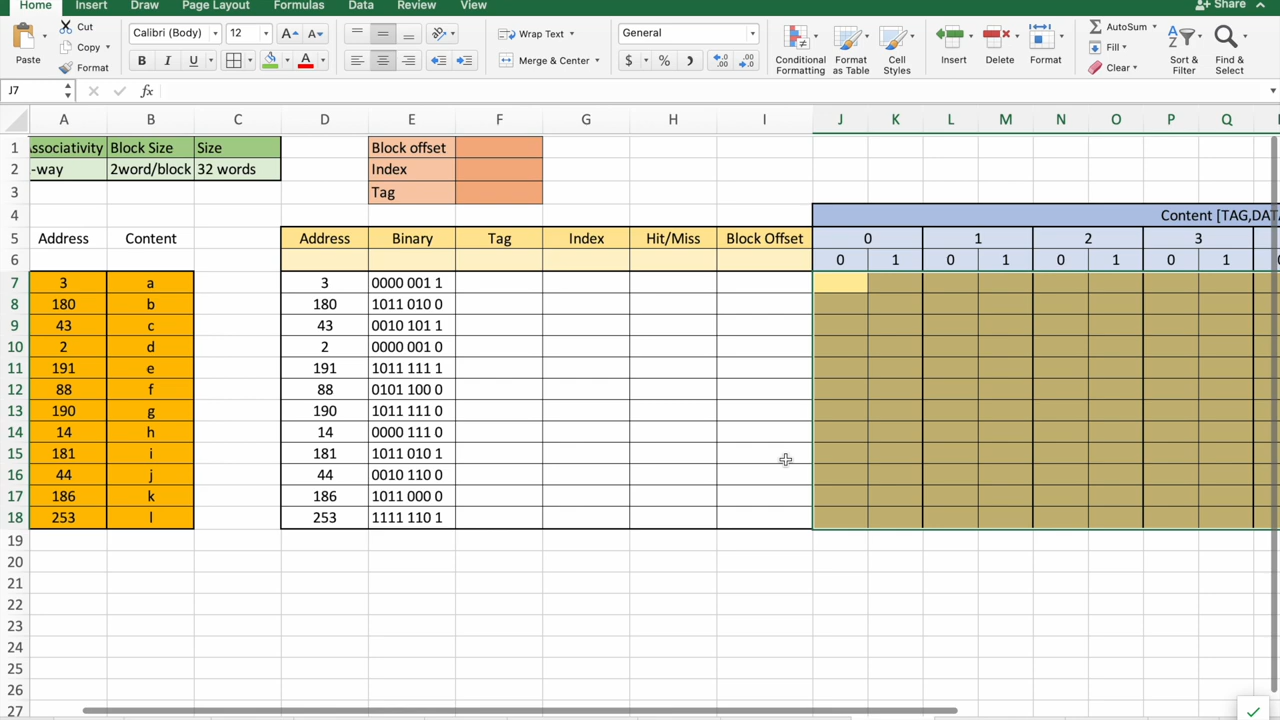 Home Insert Draw Page Layout Formulas Data Review View Share
Cut
Calibri (Body) 12 A A Wrap Text General AutoSum
Copy
Fill
Paste Format B I U A Merge & Center $ % Conditional Formatting Format as Table Cell Styles Insert Delete Format Clear Sort & Filter Find & Select
J7 fx
A B C D E F G H I J K L M N O P Q
1 ssociativity Block Size Size Block offset
2 -way 2word/block 32 words Index
3 Tag
4 Content [TAG,DAT
5 Address Content Address Binary Tag Index Hit/Miss Block Offset 0 1 2 3
6 0 1 0 1 0 1 0 1
7 3 a 3 0000 001 1
8 180 b 180 1011 010 0
9 43 c 43 0010 101 1
10 2 d 2 0000 001 0
11 191 e 191 1011 111 1
12 88 f 88 0101 100 0
13 190 g 190 1011 111 0
14 14 h 14 0000 111 0
15 181 i 181 1011 010 1
16 44 j 44 0010 110 0
17 186 k 186 1011 000 0
18 253 l 253 1111 110 1
19
20
21
22
23
24
25
26
27